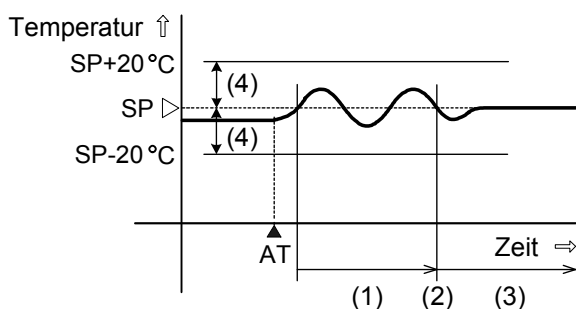 Temperatur ⇧
SP+20°C
(4)
SP ▷
(4)
SP-20°C
AT
Zeit ⇨
(1) (2) (3)